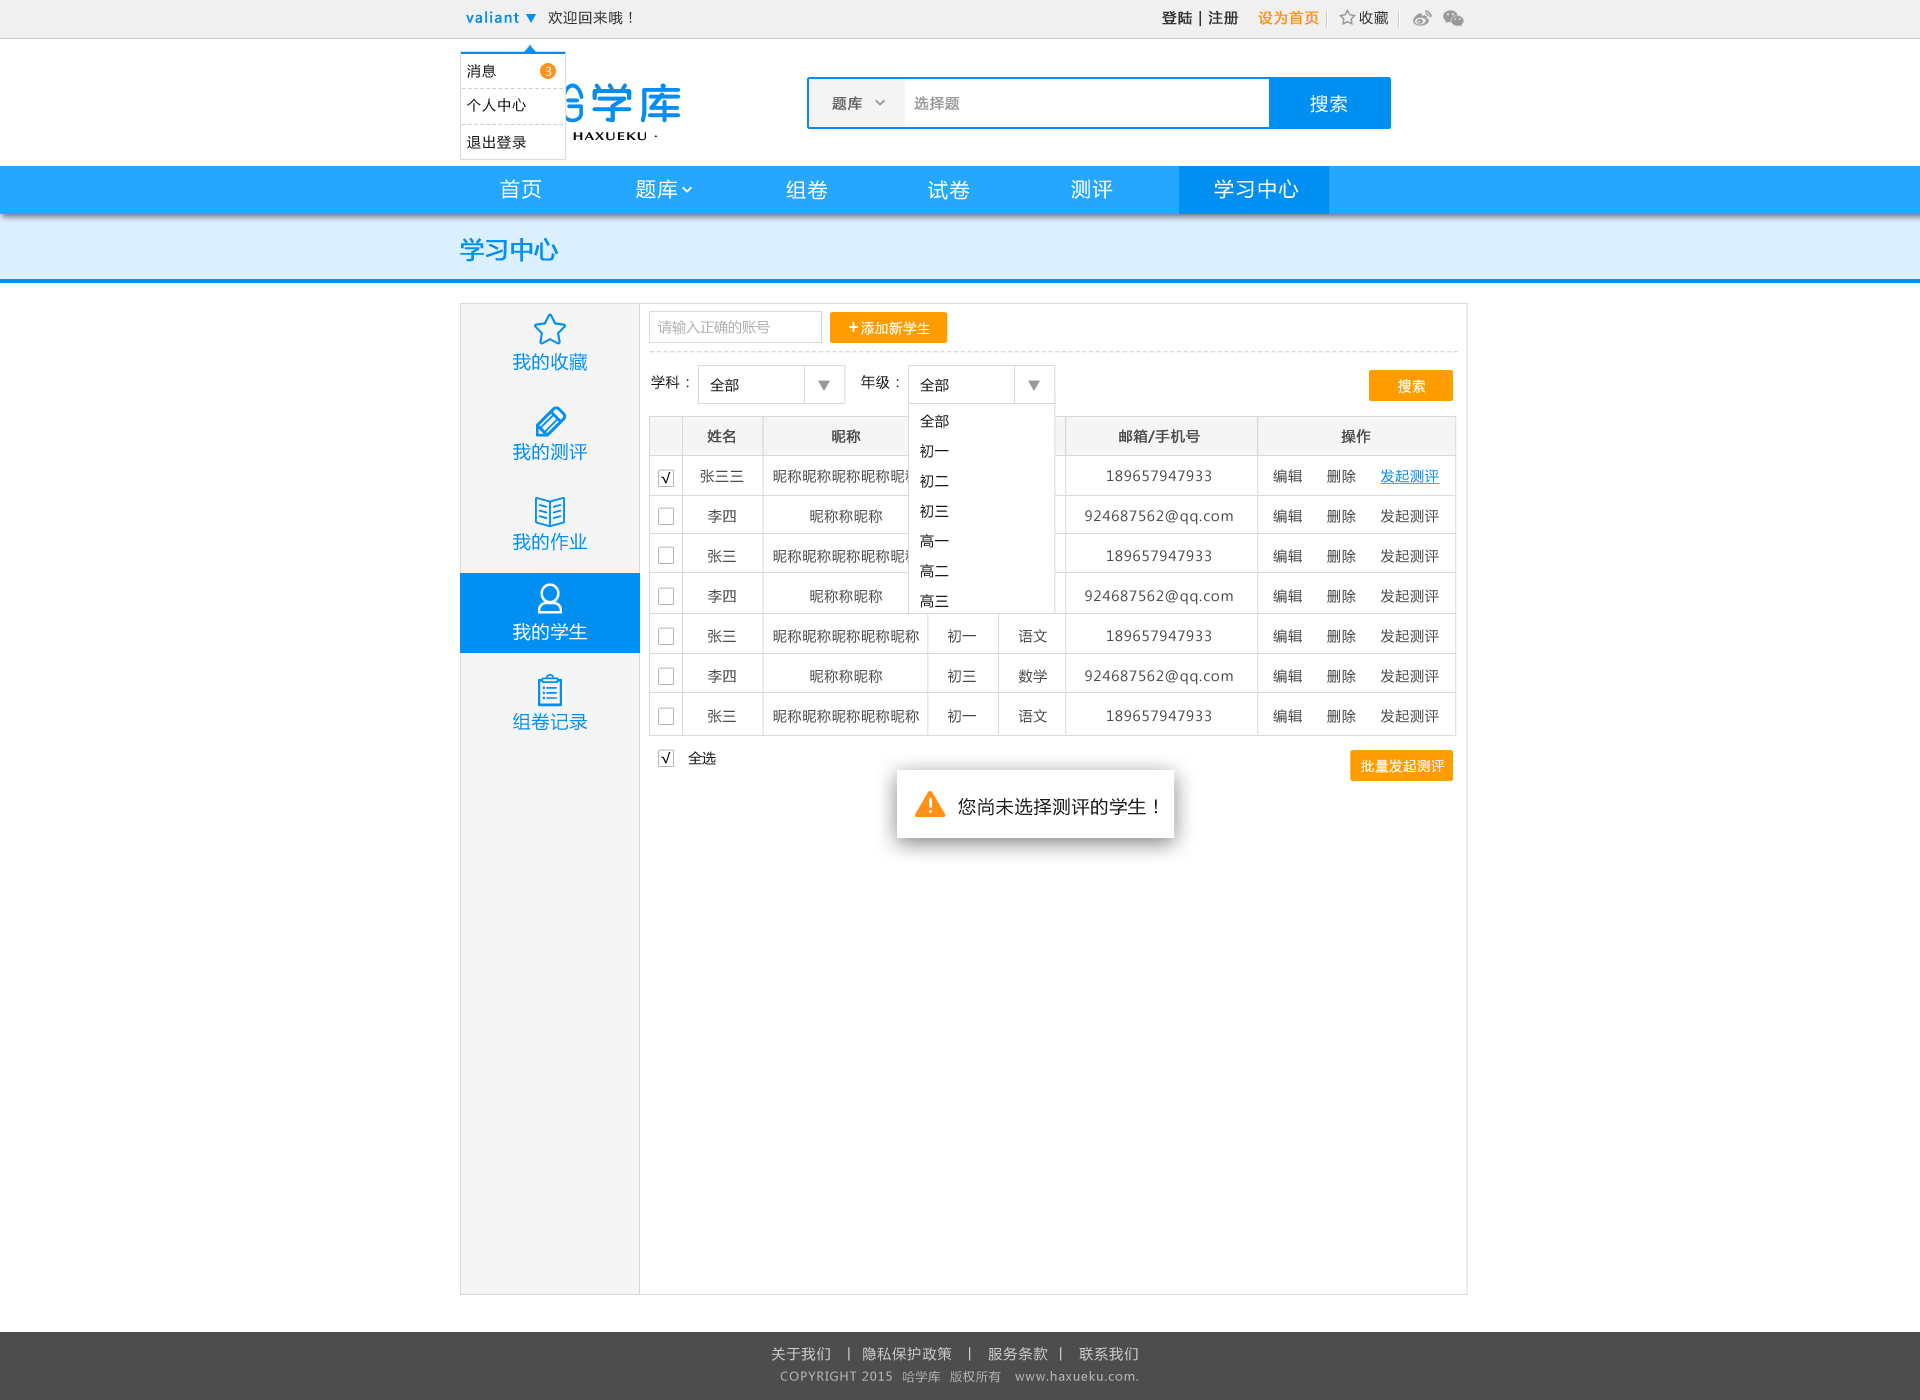 valiant ▼ 欢迎回来哦！ 登陆 | 注册 设为首页 收藏
消息 3
个人中心
退出登录
学库
HAXUEKU ·
题库 选择题 搜索
首页 题库 组卷 试卷 测评 学习中心
学习中心
我的收藏
我的测评
我的作业
我的学生
组卷记录
请输入正确的账号 +添加新学生
学科： 全部 ▼ 年级： 全部 ▼ 搜索
全部
初一
初二
初三
高一
高二
高三
姓名 昵称 邮箱/手机号 操作
√ 张三三 昵称昵称昵称昵称昵 189657947933 编辑 删除 发起测评
李四 昵称称昵称 924687562@qq.com 编辑 删除 发起测评
张三 昵称昵称昵称昵称昵 189657947933 编辑 删除 发起测评
李四 昵称称昵称 924687562@qq.com 编辑 删除 发起测评
张三 昵称昵称昵称昵称昵称 初一 语文 189657947933 编辑 删除 发起测评
李四 昵称称昵称 初三 数学 924687562@qq.com 编辑 删除 发起测评
张三 昵称昵称昵称昵称昵称 初一 语文 189657947933 编辑 删除 发起测评
√ 全选 批量发起测评
您尚未选择测评的学生！
关于我们 | 隐私保护政策 | 服务条款 | 联系我们
COPYRIGHT 2015 哈学库 版权所有 www.haxueku.com.